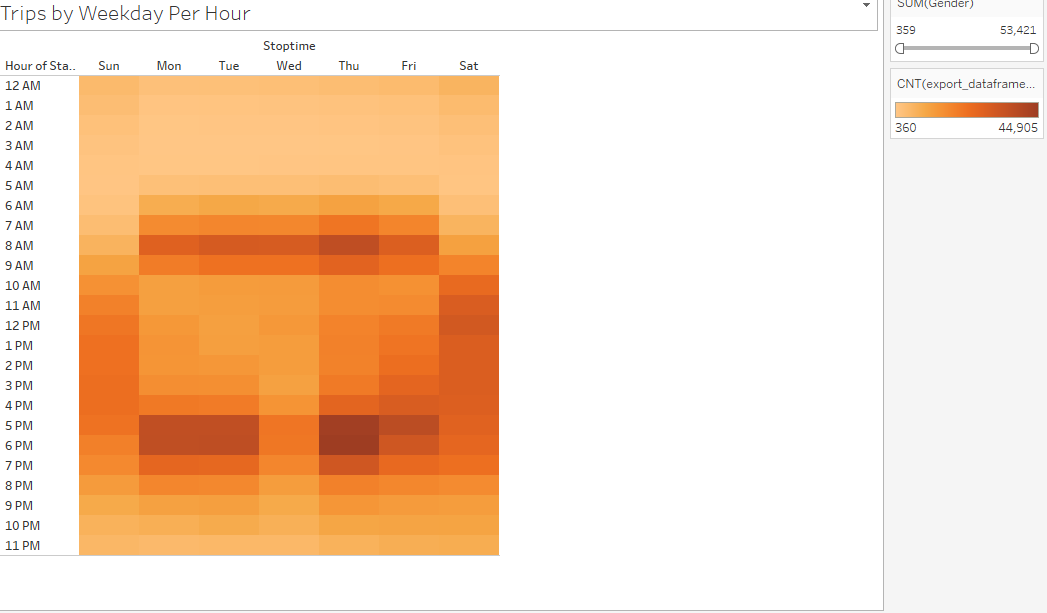 Trips by Weekday Per Hour
Stoptime
Hour of Sta.. Sun Mon Tue Wed Thu Fri Sat
12 AM
1 AM
2 AM
3 AM
4 AM
5 AM
6 AM
7 AM
8 AM
9 AM
10 AM
11 AM
12 PM
1 PM
2 PM
3 PM
4 PM
5 PM
6 PM
7 PM
8 PM
9 PM
10 PM
11 PM
SUM(Gender)
359 53,421
CNT(export_dataframe...
360 44,905